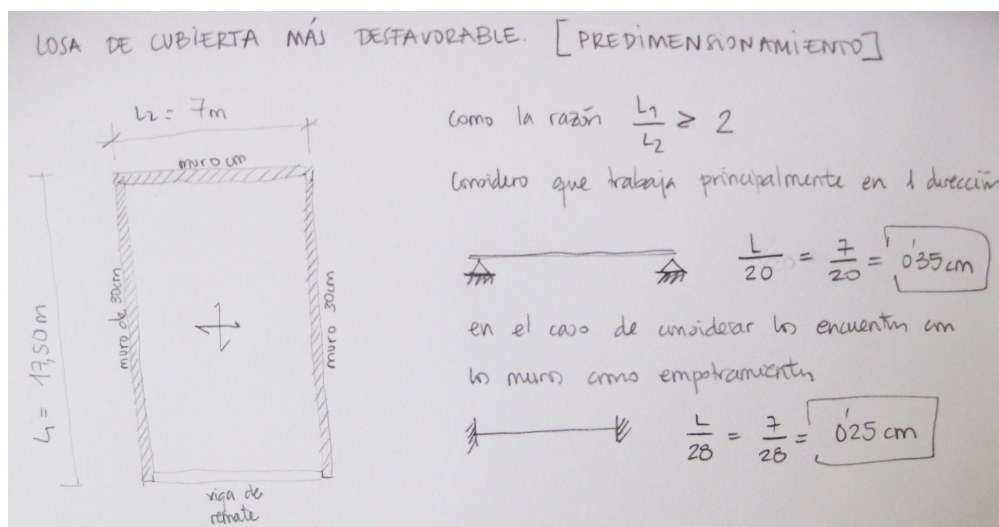 LOSA DE CUBIERTA MÁS DESFAVORABLE. [PREDIMENSIONAMIENTO]
L2 = 7m
muro cm
muro de 30cm
muro 30cm
L1 = 17,50m
viga de
remate
como la razón L1/L2 ≥ 2
Considero que trabaja principalmente en 1 dirección
L/20 = 7/20 = 0'35 cm
en el caso de considerar los encuentros con
los muros como empotramientos
L/28 = 7/28 = 0'25 cm